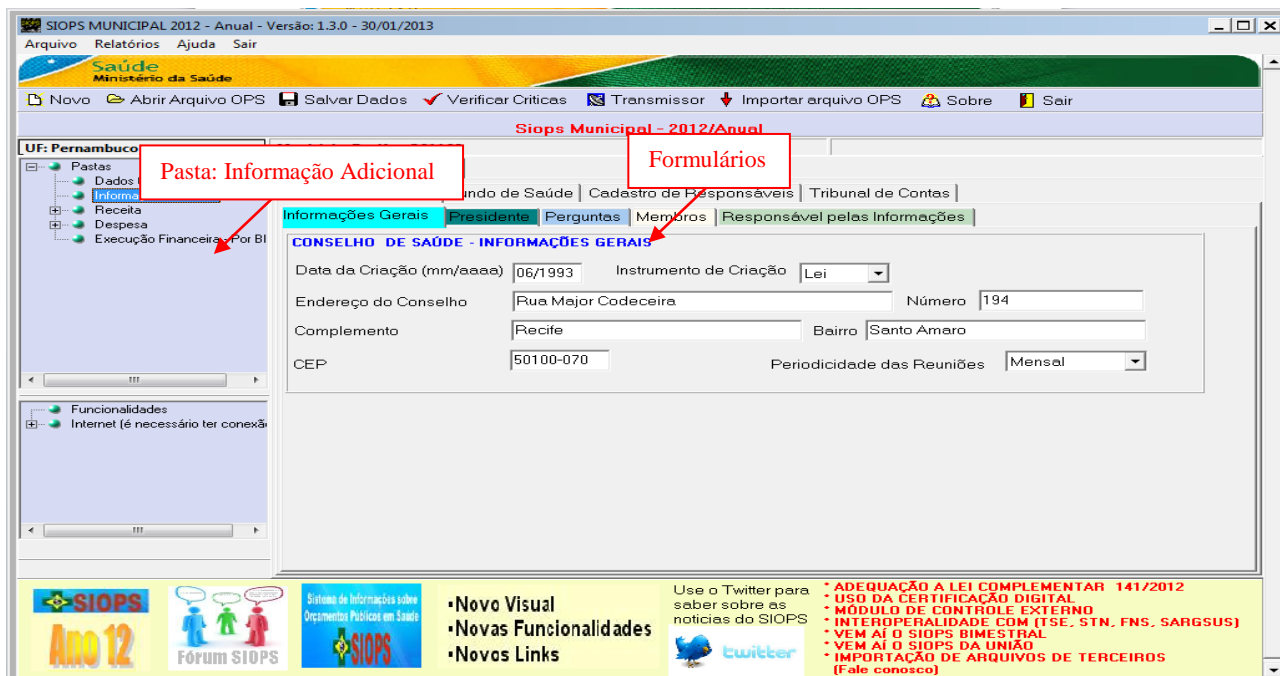 SIOPS MUNICIPAL 2012 - Anual - Versão: 1.3.0 - 30/01/2013
Arquivo Relatórios Ajuda Sair
Saúde
Ministério da Saúde
Novo Abrir Arquivo OPS Salvar Dados Verificar Criticas Transmissor Importar arquivo OPS Sobre Sair
Siops Municipal - 2012/Anual
UF: Pernambuco
Pasta: Informação Adicional
Formulários
Pastas
Dados
Informa
Receita
Despesa
Execução Financeira - Por BI
undo de Saúde Cadastro de Responsáveis Tribunal de Contas
Informações Gerais Presidente Perguntas Membros Responsável pelas Informações
CONSELHO DE SAÚDE - INFORMAÇÕES GERAIS
Data da Criação (mm/aaaa) 06/1993 Instrumento de Criação Lei
Endereço do Conselho Rua Major Codeceira Número 194
Complemento Recife Bairro Santo Amaro
CEP 50100-070 Periodicidade das Reuniões Mensal
Funcionalidades
Internet (é necessário ter conexã
SIOPS
Ano 12
Fórum SIOPS
Sistema de Informações sobre
Orçamentos Públicos em Saúde
SIOPS
▪Novo Visual
▪Novas Funcionalidades
▪Novos Links
Use o Twitter para
saber sobre as
noticias do SIOPS
twitter
* ADEQUAÇÃO A LEI COMPLEMENTAR 141/2012
* USO DA CERTIFICAÇÃO DIGITAL
* MÓDULO DE CONTROLE EXTERNO
* INTEROPERALIDADE COM (TSE, STN, FNS, SARGSUS)
* VEM AÍ O SIOPS BIMESTRAL
* VEM AÍ O SIOPS DA UNIÃO
* IMPORTAÇÃO DE ARQUIVOS DE TERCEIROS
(Fale conosco)